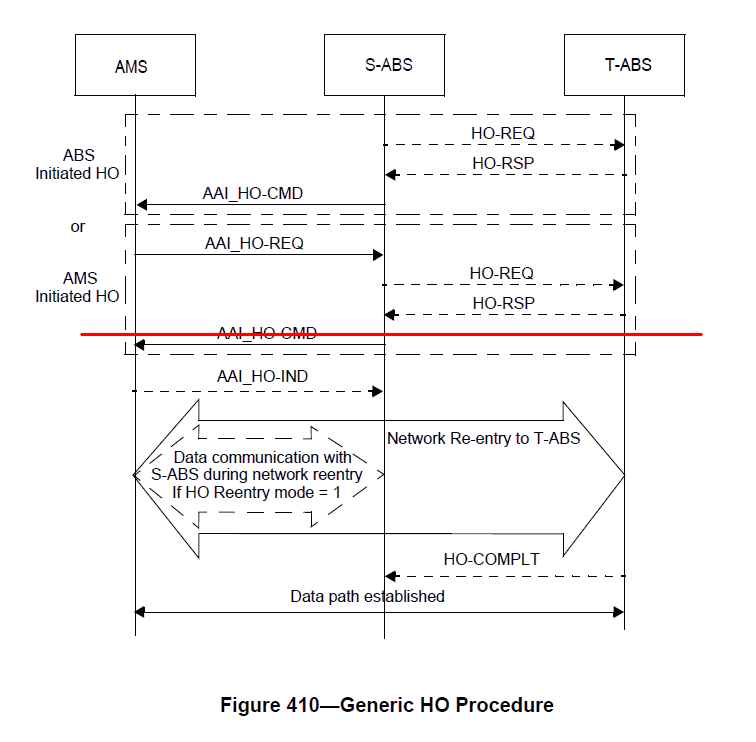 AMS
S-ABS
T-ABS
ABS
Initiated HO
HO-REQ
HO-RSP
AAI_HO-CMD
or
AMS
Initiated HO
AAI_HO-REQ
HO-REQ
HO-RSP
AAI_HO-CMD
AAI_HO-IND
Network Re-entry to T-ABS
Data communication with
S-ABS during network reentry
If HO Reentry mode = 1
HO-COMPLT
Data path established
Figure 410—Generic HO Procedure